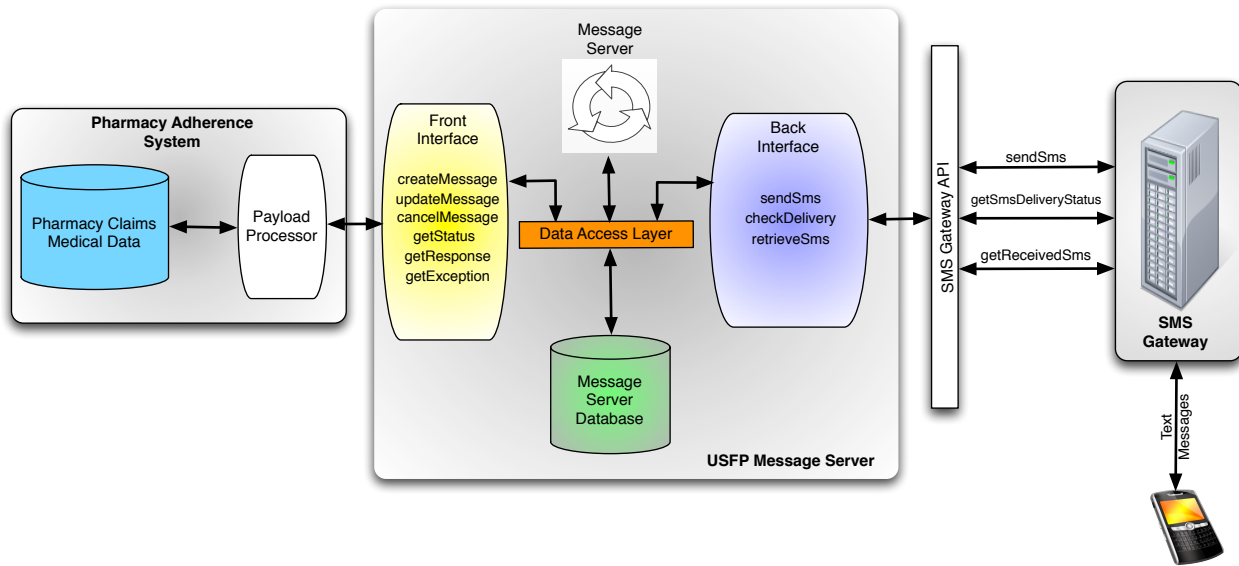 Pharmacy Adherence
System
Pharmacy Claims
Medical Data
Payload
Processor
Message
Server
Front
Interface
createMessage
updateMessage
cancelMessage
getStatus
getResponse
getException
Data Access Layer
Back
Interface
sendSms
checkDelivery
retrieveSms
Message
Server
Database
USFP Message Server
SMS Gateway API
sendSms
getSmsDeliveryStatus
getReceivedSms
SMS
Gateway
Text
Messages